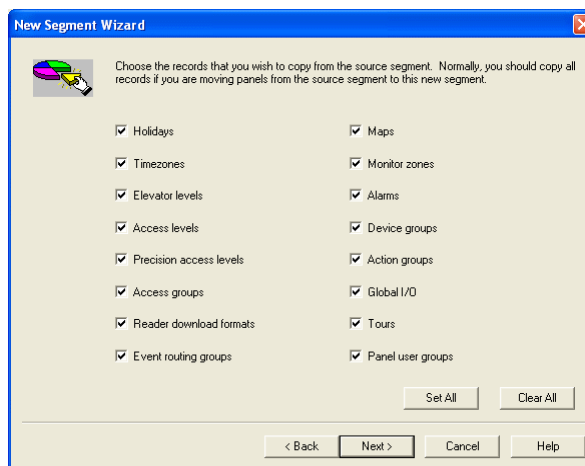 New Segment Wizard
Choose the records that you wish to copy from the source segment. Normally, you should copy all
records if you are moving panels from the source segment to this new segment.
Holidays
Maps
Timezones
Monitor zones
Elevator levels
Alarms
Access levels
Device groups
Precision access levels
Action groups
Access groups
Global I/O
Reader download formats
Tours
Event routing groups
Panel user groups
Set All
Clear All
< Back
Next >
Cancel
Help